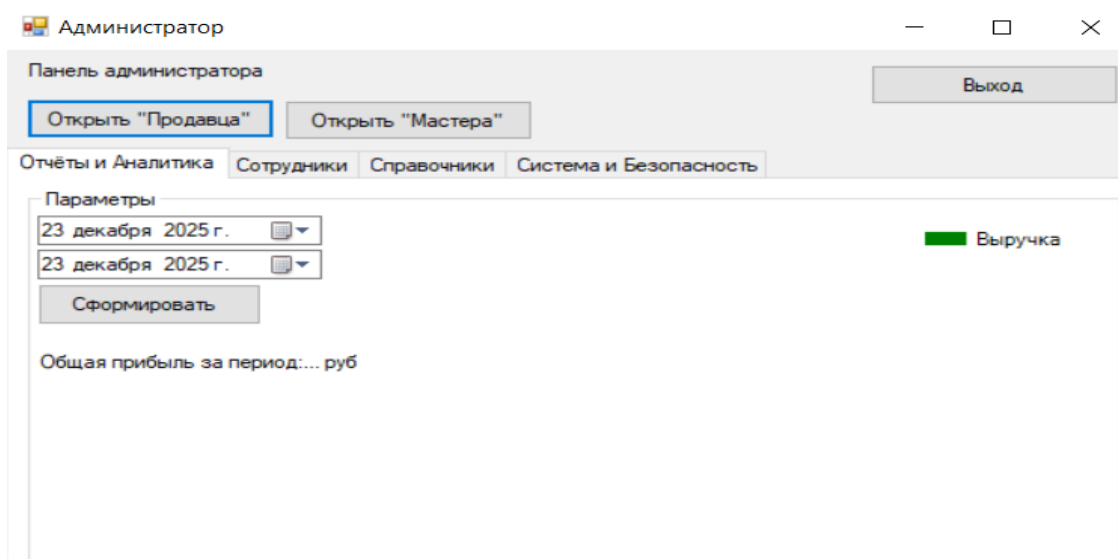 Администратор
Панель администратора
Выход
Открыть "Продавца" Открыть "Мастера"
Отчёты и Аналитика Сотрудники Справочники Система и Безопасность
Параметры
23 декабря 2025 г.
Выручка
23 декабря 2025 г.
Сформировать
Общая прибыль за период:... руб